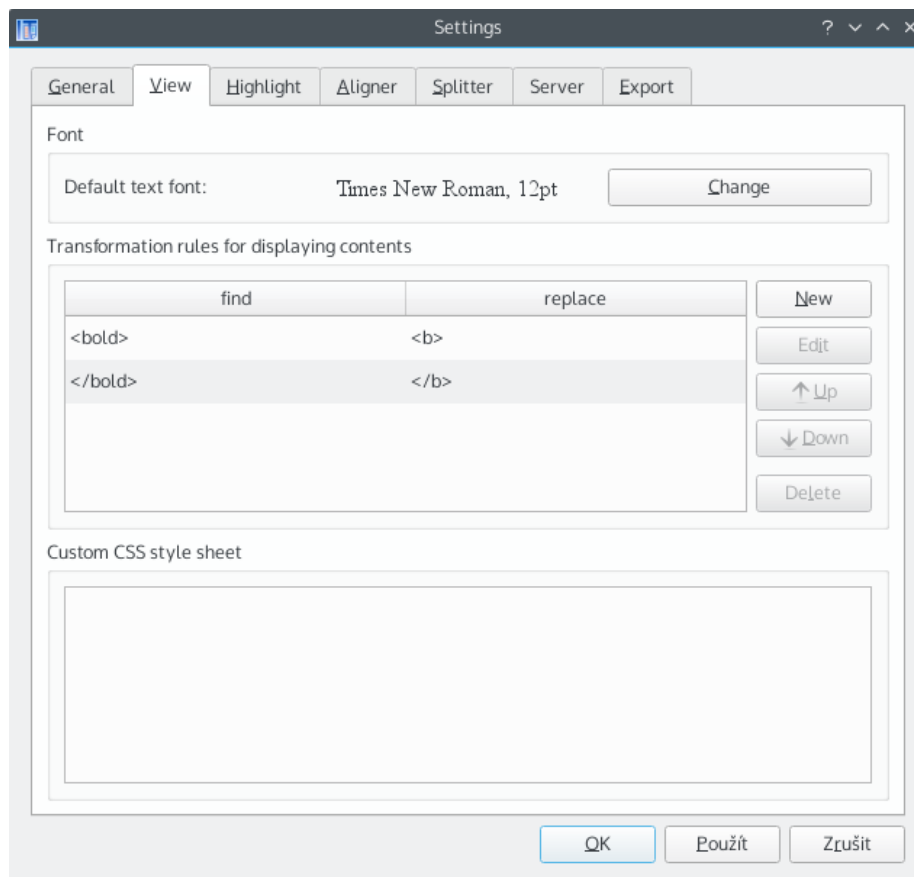 Settings
General View Highlight Aligner Splitter Server Export
Font
Default text font: Times New Roman, 12pt Change
Transformation rules for displaying contents
find replace New
<bold> <b> Edit
</bold> </b> Up
Down
Delete
Custom CSS style sheet
OK Použít Zrušit